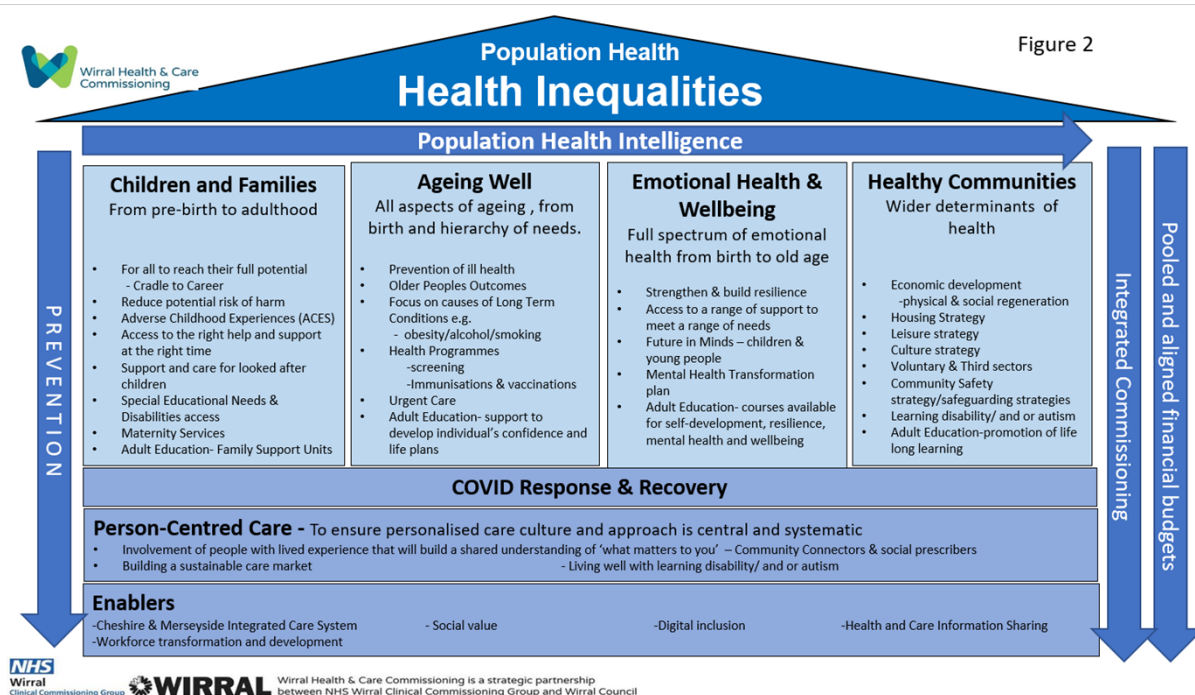 Population Health
Health Inequalities
Figure 2
Wirral Health & Care
Commissioning
Population Health Intelligence
PREVENTION
Children and Families
From pre-birth to adulthood
• For all to reach their full potential
- Cradle to Career
• Reduce potential risk of harm
• Adverse Childhood Experiences (ACES)
• Access to the right help and support
at the right time
• Support and care for looked after
children
• Special Educational Needs &
Disabilities access
• Maternity Services
• Adult Education- Family Support Units
Ageing Well
All aspects of ageing , from
birth and hierarchy of needs.
• Prevention of ill health
• Older Peoples Outcomes
• Focus on causes of Long Term
Conditions e.g.
- obesity/alcohol/smoking
• Health Programmes
-screening
-Immunisations & vaccinations
• Urgent Care
• Adult Education- support to
develop individual's confidence and
life plans
Emotional Health &
Wellbeing
Full spectrum of emotional
health from birth to old age
• Strengthen & build resilience
• Access to a range of support to
meet a range of needs
• Future in Minds – children &
young people
• Mental Health Transformation
plan
• Adult Education- courses available
for self-development, resilience,
mental health and wellbeing
Healthy Communities
Wider determinants of
health
• Economic development
-physical & social regeneration
• Housing Strategy
• Leisure strategy
• Culture strategy
• Voluntary & Third sectors
• Community Safety
strategy/safeguarding strategies
• Learning disability/ and or autism
• Adult Education-promotion of life
long learning
Integrated Commissioning
Pooled and aligned financial budgets
COVID Response & Recovery
Person-Centred Care - To ensure personalised care culture and approach is central and systematic
• Involvement of people with lived experience that will build a shared understanding of 'what matters to you' – Community Connectors & social prescribers
• Building a sustainable care market - Living well with learning disability/ and or autism
Enablers
-Cheshire & Merseyside Integrated Care System - Social value -Digital inclusion -Health and Care Information Sharing
-Workforce transformation and development
NHS
Wirral
Clinical Commissioning Group
WIRRAL
Wirral Health & Care Commissioning is a strategic partnership
between NHS Wirral Clinical Commissioning Group and Wirral Council